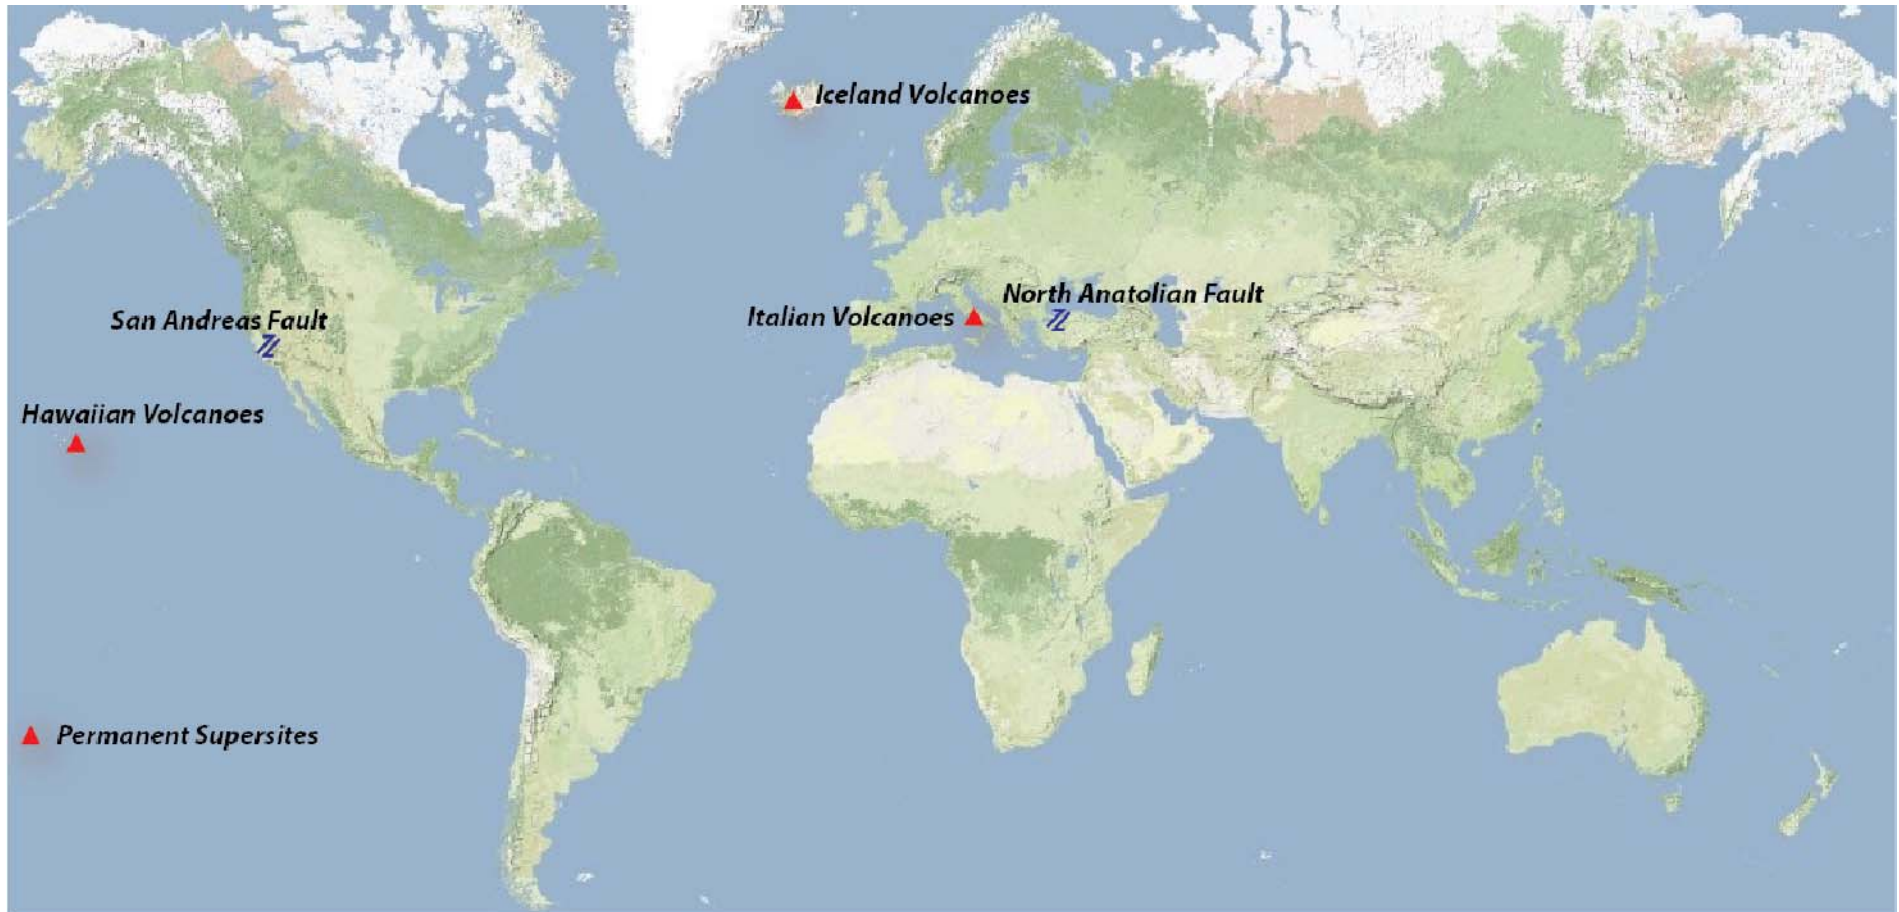 Iceland Volcanoes
North Anatolian Fault
Italian Volcanoes
San Andreas Fault
Hawaiian Volcanoes
Permanent Supersites